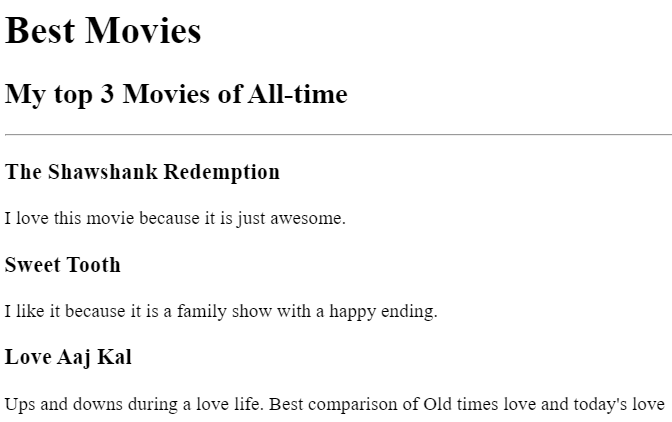 Best Movies
My top 3 Movies of All-time
The Shawshank Redemption
I love this movie because it is just awesome.
Sweet Tooth
I like it because it is a family show with a happy ending.
Love Aaj Kal
Ups and downs during a love life. Best comparison of Old times love and today's love